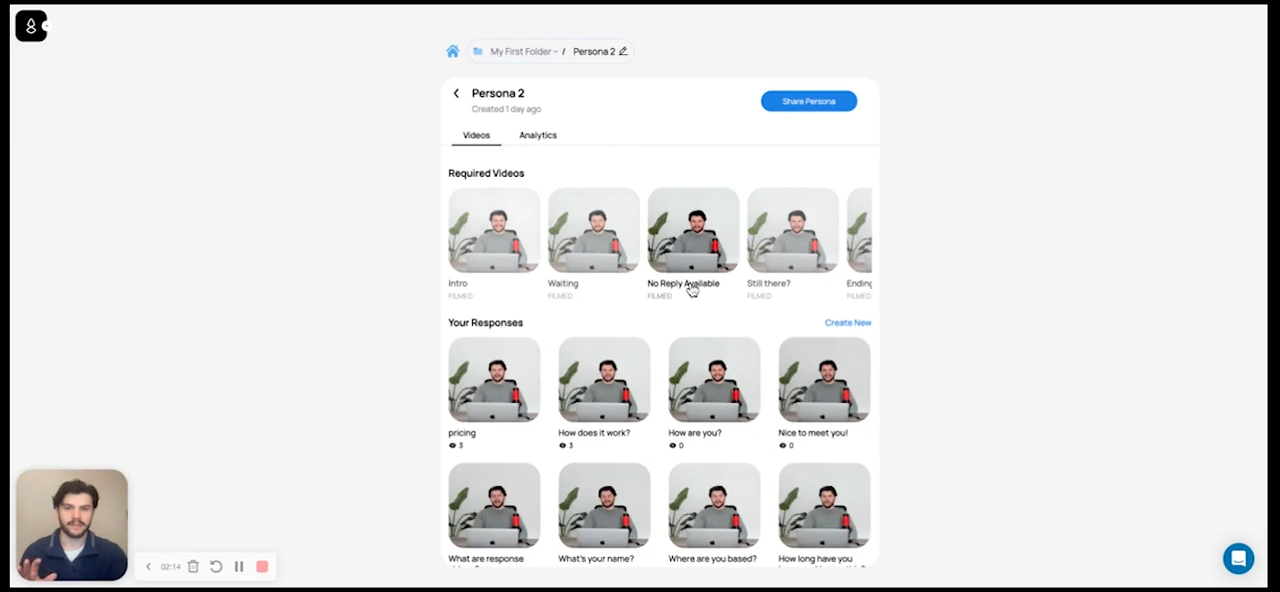 My First Folder / Persona 2
Persona 2
Created 1 day ago
Share Persona
Videos Analytics
Required Videos
Intro Waiting No Reply Available Still there? Ending
FILMED FILMED FILMED FILMED FILMED
Your Responses Create New
pricing How does it work? How are you? Nice to meet you!
3 3 0 0
What are response What's your name? Where are you based? How long have you
02:14